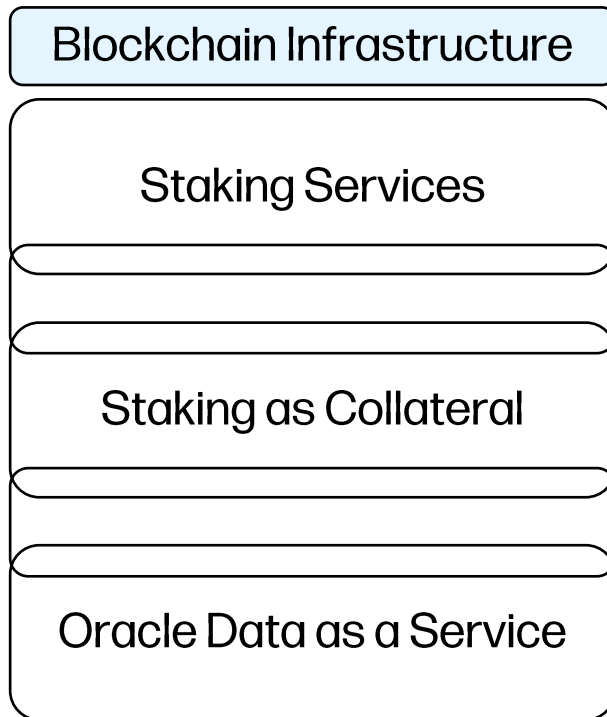 Blockchain Infrastructure
Staking Services
Staking as Collateral
Oracle Data as a Service